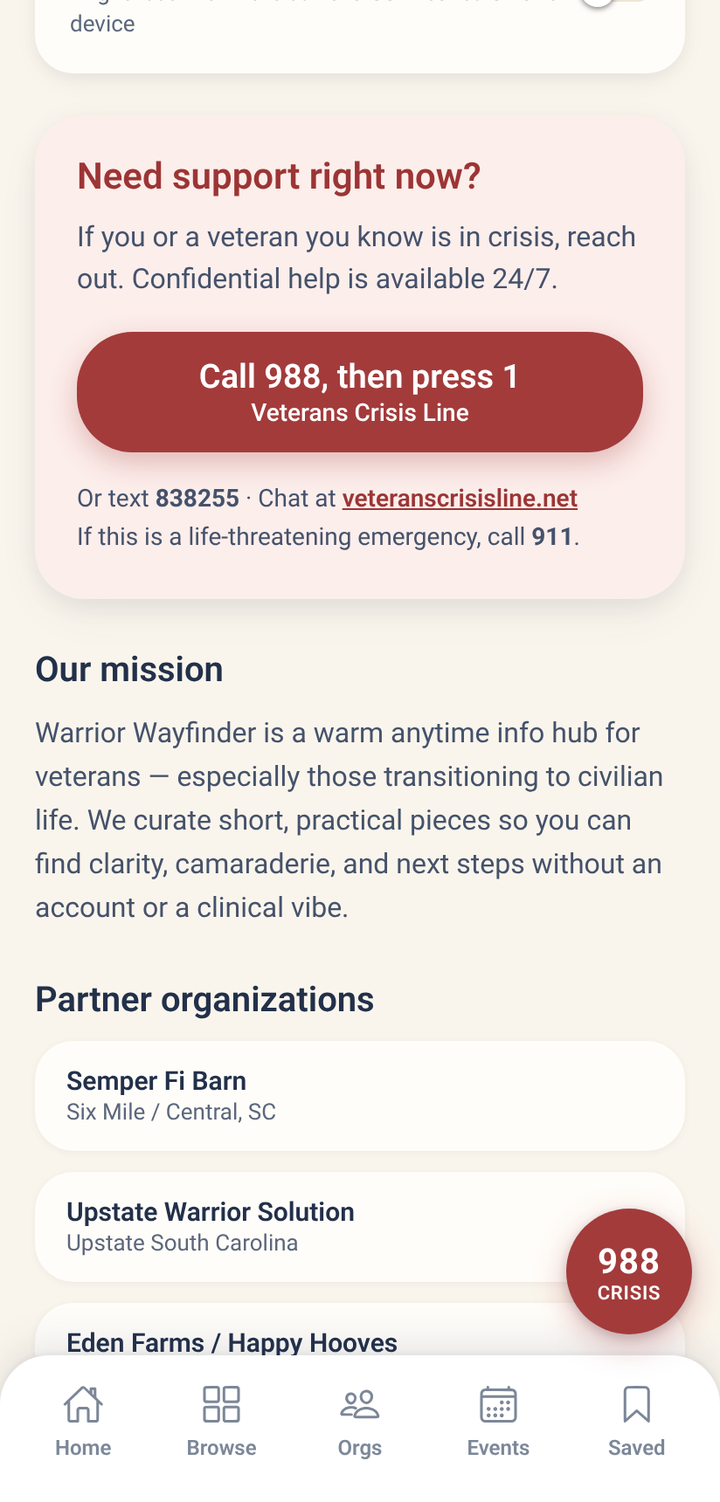 device
Need support right now?
If you or a veteran you know is in crisis, reach
out. Confidential help is available 24/7.
Call 988, then press 1
Veterans Crisis Line
Or text 838255 · Chat at veteranscrisisline.net
If this is a life-threatening emergency, call 911.
Our mission
Warrior Wayfinder is a warm anytime info hub for
veterans — especially those transitioning to civilian
life. We curate short, practical pieces so you can
find clarity, camaraderie, and next steps without an
account or a clinical vibe.
Partner organizations
Semper Fi Barn
Six Mile / Central, SC
Upstate Warrior Solution
Upstate South Carolina
988
CRISIS
Eden Farms / Happy Hooves
Home
Browse
Orgs
Events
Saved